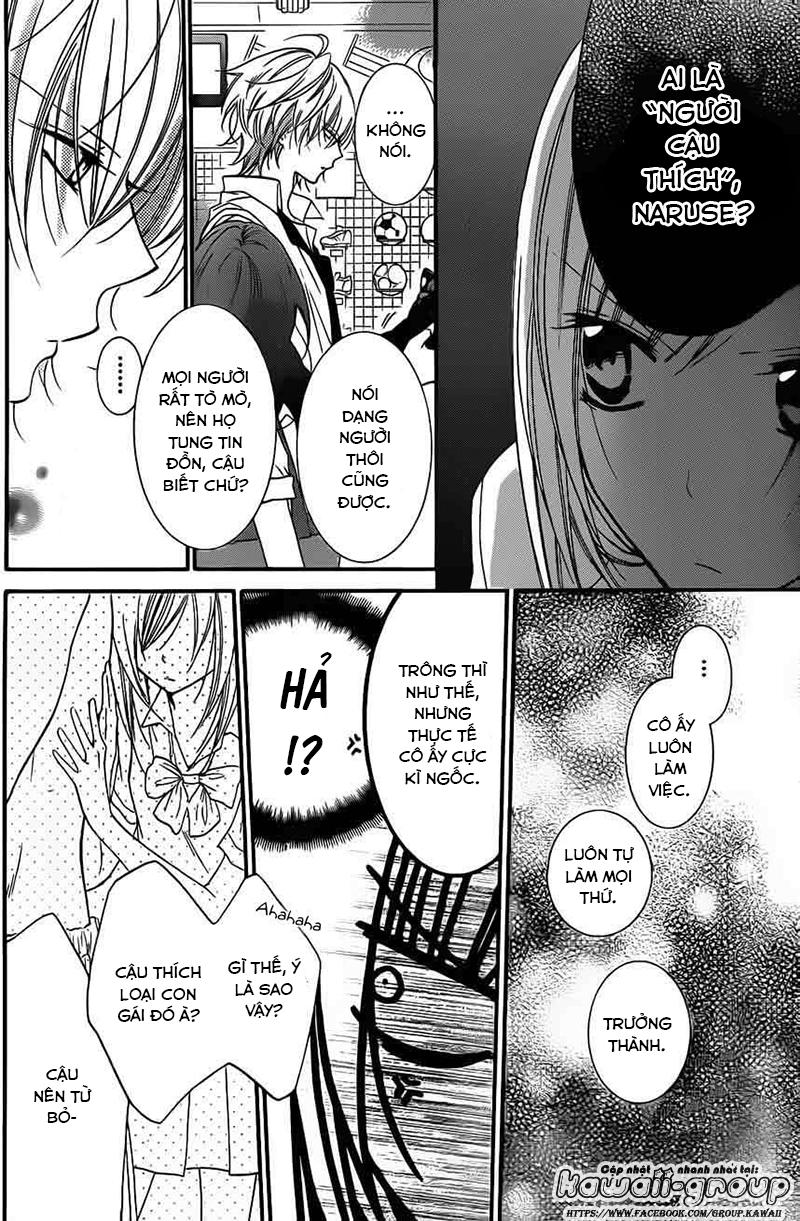 AI LÀ
"NGƯỜI
CẬU
THÍCH",
NARUSE?
...
KHÔNG
NÓI.
NÓI
DẠNG
NGƯỜI
THÔI
CŨNG
ĐƯỢC.
MỌI NGƯỜI
RẤT TÒ MÒ,
NÊN HỌ
TUNG TIN
ĐỒN, CẬU
BIẾT CHỨ?
......
...
CÔ ẤY
LUÔN
LÀM
VIỆC.
LUÔN TỰ
LÀM MỌI
THỨ.
TRƯỞNG
THÀNH.
TRÔNG THÌ
NHƯ THẾ,
NHƯNG
THỰC TẾ
CÔ ẤY CỰC
KÌ NGỐC.
HẢ
!?
Ahahaha
GÌ THẾ, Ý
LÀ SAO
VẬY?
CẬU THÍCH
LOẠI CON
GÁI ĐÓ À?
CẬU
NÊN TỪ
BỎ-
Cập nhật nhanh nhất tại:
kawaii-group
HTTPS://WWW.FACEBOOK.COM/GROUP.KAWAII